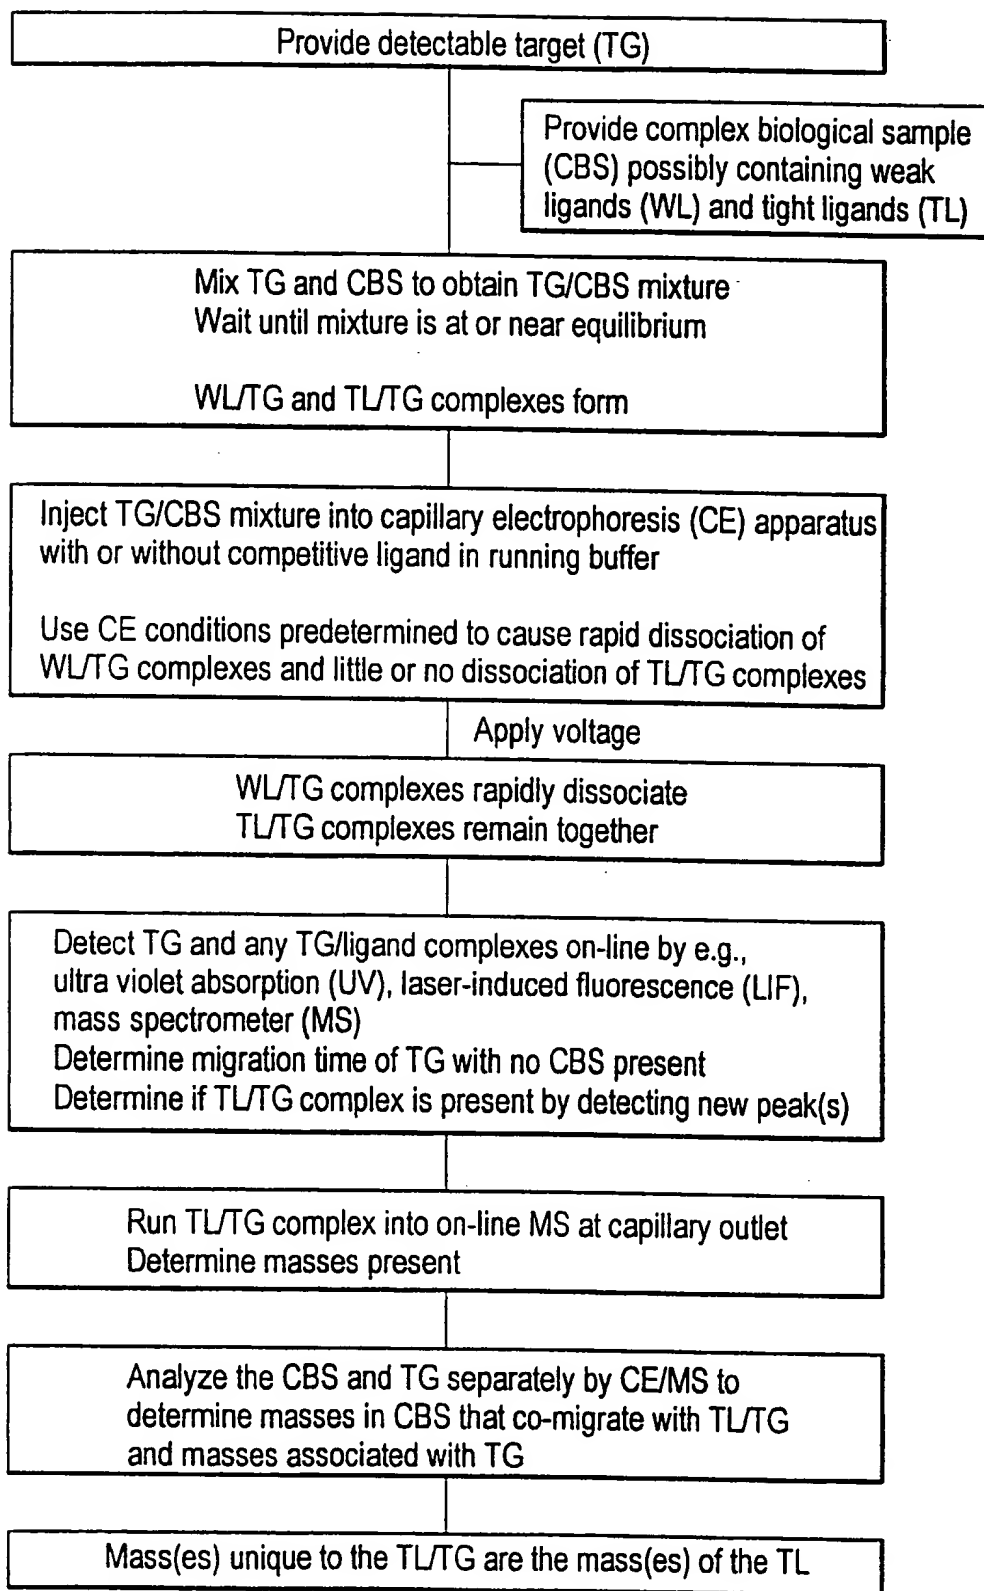 Provide detectable target (TG)
Provide complex biological sample
(CBS) possibly containing weak
ligands (WL) and tight ligands (TL)
Mix TG and CBS to obtain TG/CBS mixture
Wait until mixture is at or near equilibrium
WL/TG and TL/TG complexes form
Inject TG/CBS mixture into capillary electrophoresis (CE) apparatus
with or without competitive ligand in running buffer
Use CE conditions predetermined to cause rapid dissociation of
WL/TG complexes and little or no dissociation of TL/TG complexes
Apply voltage
WL/TG complexes rapidly dissociate
TL/TG complexes remain together
Detect TG and any TG/ligand complexes on-line by e.g.,
ultra violet absorption (UV), laser-induced fluorescence (LIF),
mass spectrometer (MS)
Determine migration time of TG with no CBS present
Determine if TL/TG complex is present by detecting new peak(s)
Run TL/TG complex into on-line MS at capillary outlet
Determine masses present
Analyze the CBS and TG separately by CE/MS to
determine masses in CBS that co-migrate with TL/TG
and masses associated with TG
Mass(es) unique to the TL/TG are the mass(es) of the TL